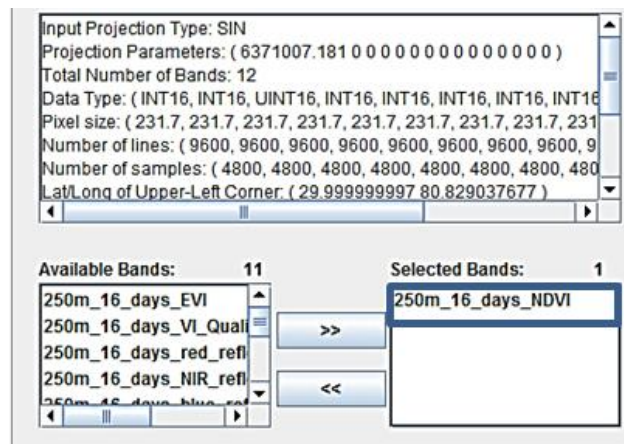 Input Projection Type: SIN
Projection Parameters: ( 6371007.181 0 0 0 0 0 0 0 0 0 0 0 0 0 0 )
Total Number of Bands: 12
Data Type: ( INT16, INT16, UINT16, INT16, INT16, INT16, INT16, INT16
Pixel size: ( 231.7, 231.7, 231.7, 231.7, 231.7, 231.7, 231.7, 231
Number of lines: ( 9600, 9600, 9600, 9600, 9600, 9600, 9600, 9
Number of samples: ( 4800, 4800, 4800, 4800, 4800, 4800, 480
Lat/Long of Upper-Left Corner: ( 29.999999997 80.829037677 )
Available Bands: 11
250m_16_days_EVI
250m_16_days_VI_Quali
250m_16_days_red_refl
250m_16_days_NIR_refl
250m_16_days_blue_ref
>>
<<
Selected Bands: 1
250m_16_days_NDVI